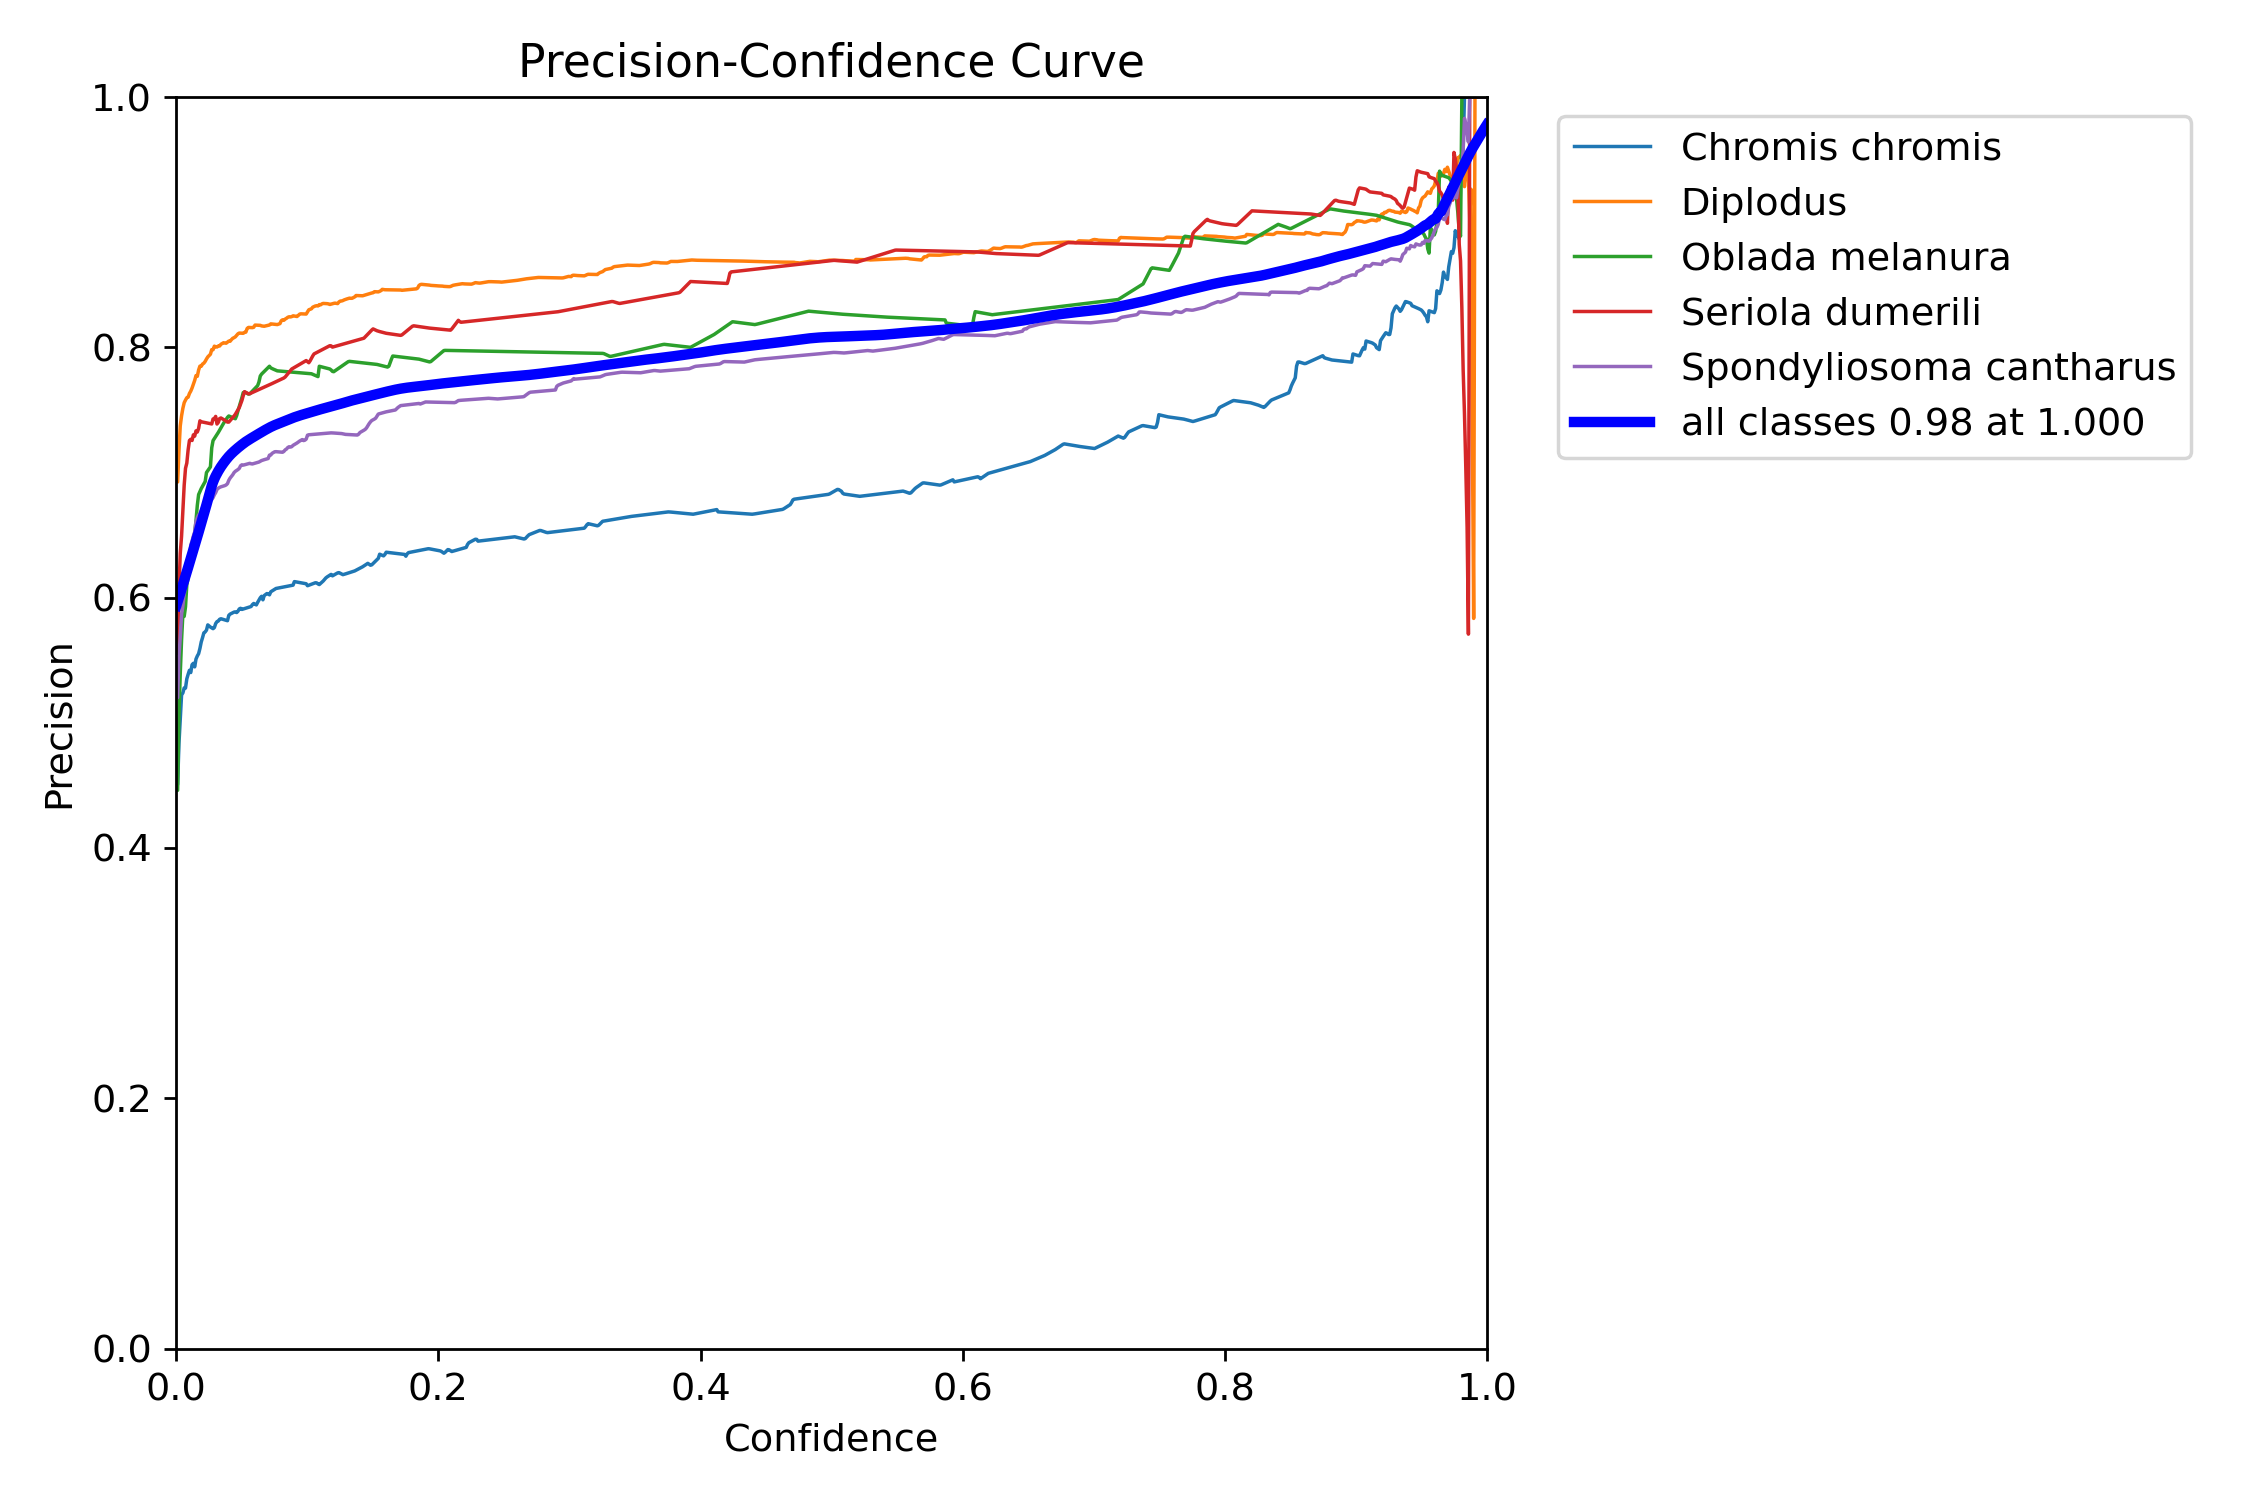 Precision-Confidence Curve
1.0
0.8
0.6
0.4
0.2
0.0
Precision
0.0 0.2 0.4 0.6 0.8 1.0
Confidence
Chromis chromis
Diplodus
Oblada melanura
Seriola dumerili
Spondyliosoma cantharus
all classes 0.98 at 1.000